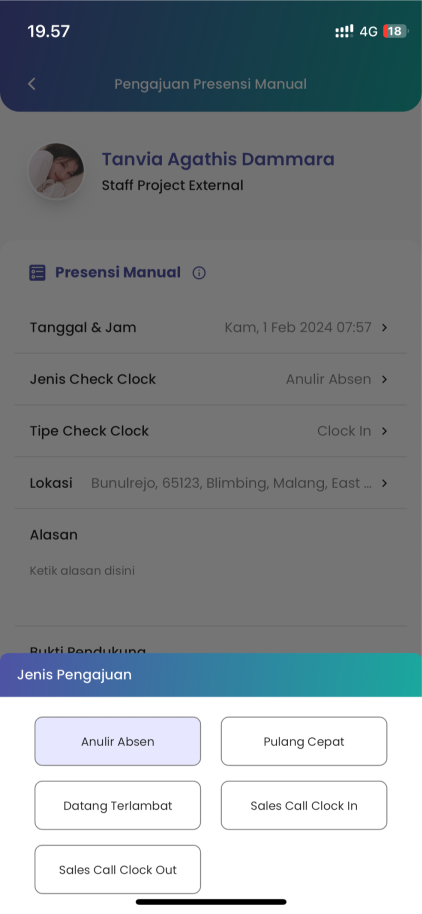 19.57
4G 18
Pengajuan Presensi Manual
Tanvia Agathis Dammara
Staff Project External
Presensi Manual
Tanggal & Jam Kam, 1 Feb 2024 07:57
Jenis Check Clock Anulir Absen
Tipe Check Clock Clock In
Lokasi Bunulrejo, 65123, Blimbing, Malang, East ...
Alasan
Ketik alasan disini
Bukti Pendukung
Jenis Pengajuan
Anulir Absen Pulang Cepat
Datang Terlambat Sales Call Clock In
Sales Call Clock Out